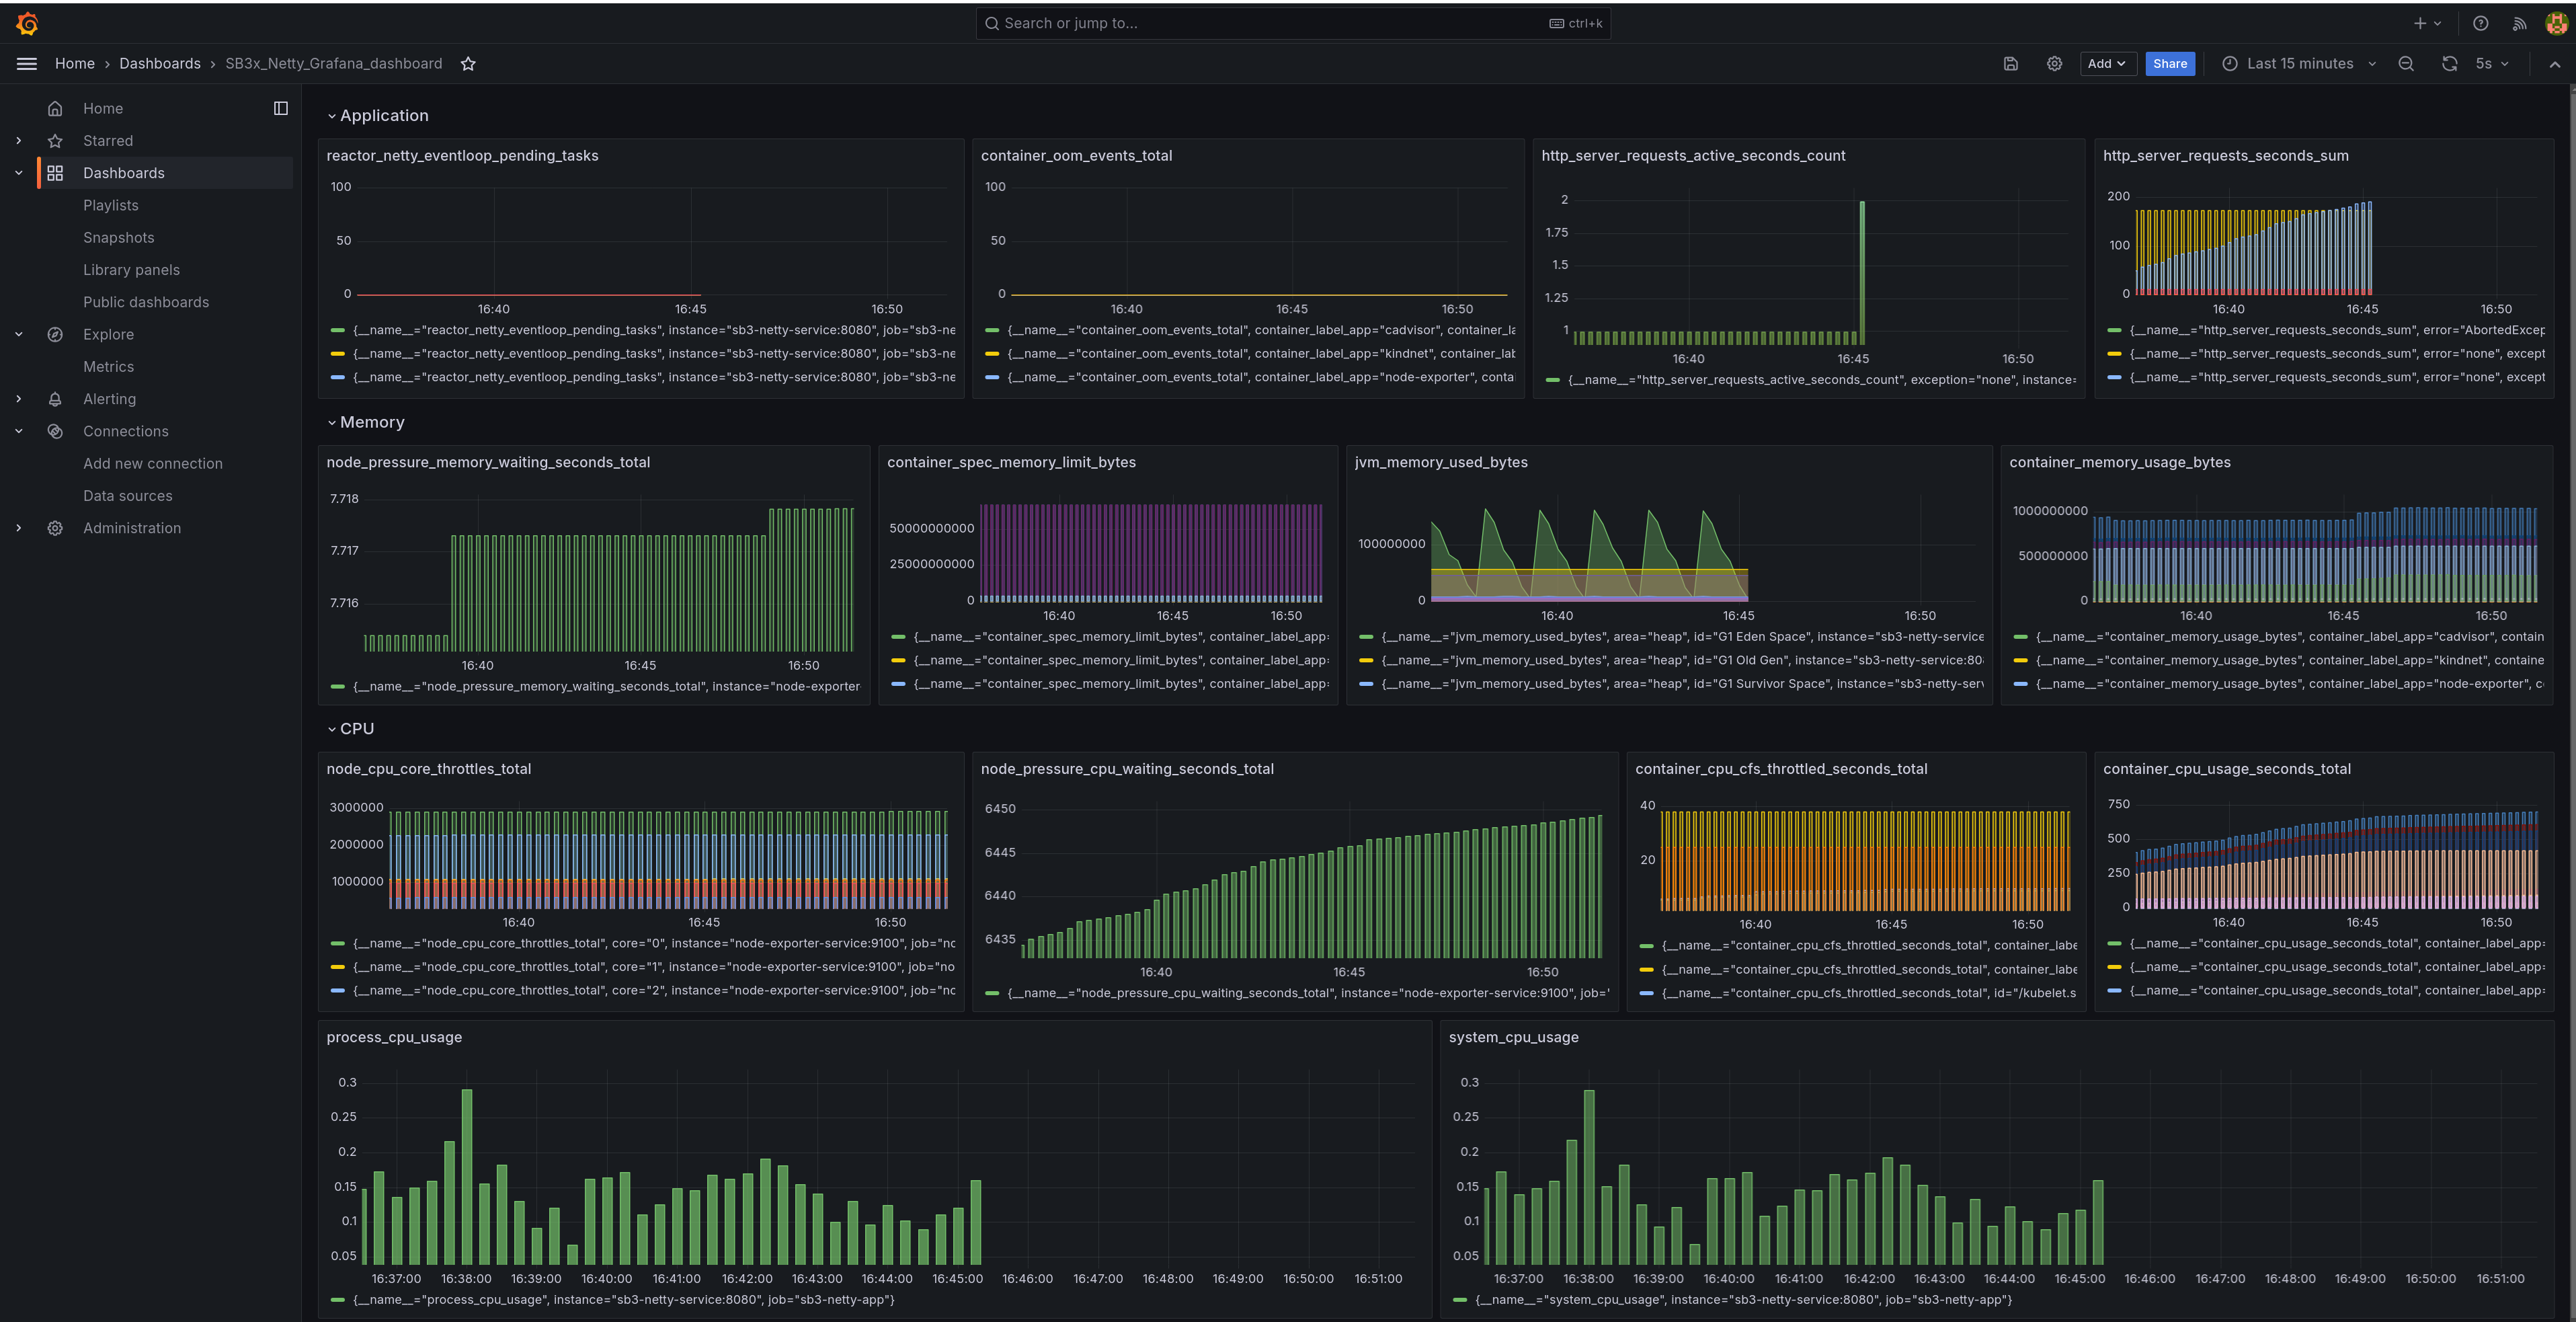 Search or jump to...
ctrl+k
Home › Dashboards › SB3x_Netty_Grafana_dashboard
Add
Share
Last 15 minutes
5s
Home
Starred
Dashboards
Playlists
Snapshots
Library panels
Public dashboards
Explore
Metrics
Alerting
Connections
Add new connection
Data sources
Administration
Application
reactor_netty_eventloop_pending_tasks
100
50
0
16:40 16:45 16:50
{__name__="reactor_netty_eventloop_pending_tasks", instance="sb3-netty-service:8080", job="sb3-ne
{__name__="reactor_netty_eventloop_pending_tasks", instance="sb3-netty-service:8080", job="sb3-ne
{__name__="reactor_netty_eventloop_pending_tasks", instance="sb3-netty-service:8080", job="sb3-ne
container_oom_events_total
100
50
0
16:40 16:45 16:50
{__name__="container_oom_events_total", container_label_app="cadvisor", container_la
{__name__="container_oom_events_total", container_label_app="kindnet", container_lab
{__name__="container_oom_events_total", container_label_app="node-exporter", conta
http_server_requests_active_seconds_count
2
1.75
1.5
1.25
1
16:40 16:45 16:50
{__name__="http_server_requests_active_seconds_count", exception="none", instance=
http_server_requests_seconds_sum
200
100
0
16:40 16:45 16:50
{__name__="http_server_requests_seconds_sum", error="AbortedExcep
{__name__="http_server_requests_seconds_sum", error="none", except
{__name__="http_server_requests_seconds_sum", error="none", except
Memory
node_pressure_memory_waiting_seconds_total
7.718
7.717
7.716
16:40 16:45 16:50
{__name__="node_pressure_memory_waiting_seconds_total", instance="node-exporter-
container_spec_memory_limit_bytes
50000000000
25000000000
0
16:40 16:45 16:50
{__name__="container_spec_memory_limit_bytes", container_label_app=
{__name__="container_spec_memory_limit_bytes", container_label_app=
{__name__="container_spec_memory_limit_bytes", container_label_app=
jvm_memory_used_bytes
100000000
0
16:40 16:45 16:50
{__name__="jvm_memory_used_bytes", area="heap", id="G1 Eden Space", instance="sb3-netty-service
{__name__="jvm_memory_used_bytes", area="heap", id="G1 Old Gen", instance="sb3-netty-service:80
{__name__="jvm_memory_used_bytes", area="heap", id="G1 Survivor Space", instance="sb3-netty-serv
container_memory_usage_bytes
1000000000
500000000
0
16:40 16:45 16:50
{__name__="container_memory_usage_bytes", container_label_app="cadvisor", contain
{__name__="container_memory_usage_bytes", container_label_app="kindnet", containe
{__name__="container_memory_usage_bytes", container_label_app="node-exporter", c
CPU
node_cpu_core_throttles_total
3000000
2000000
1000000
16:40 16:45 16:50
{__name__="node_cpu_core_throttles_total", core="0", instance="node-exporter-service:9100", job="nc
{__name__="node_cpu_core_throttles_total", core="1", instance="node-exporter-service:9100", job="no
{__name__="node_cpu_core_throttles_total", core="2", instance="node-exporter-service:9100", job="nc
node_pressure_cpu_waiting_seconds_total
6450
6445
6440
6435
16:40 16:45 16:50
{__name__="node_pressure_cpu_waiting_seconds_total", instance="node-exporter-service:9100", job="
container_cpu_cfs_throttled_seconds_total
40
20
16:40 16:45 16:50
{__name__="container_cpu_cfs_throttled_seconds_total", container_labe
{__name__="container_cpu_cfs_throttled_seconds_total", container_labe
{__name__="container_cpu_cfs_throttled_seconds_total", id="/kubelet.s
container_cpu_usage_seconds_total
750
500
250
0
16:40 16:45 16:50
{__name__="container_cpu_usage_seconds_total", container_label_app=
{__name__="container_cpu_usage_seconds_total", container_label_app=
{__name__="container_cpu_usage_seconds_total", container_label_app=
process_cpu_usage
0.3
0.25
0.2
0.15
0.1
0.05
16:37:00 16:38:00 16:39:00 16:40:00 16:41:00 16:42:00 16:43:00 16:44:00 16:45:00 16:46:00 16:47:00 16:48:00 16:49:00 16:50:00 16:51:00
{__name__="process_cpu_usage", instance="sb3-netty-service:8080", job="sb3-netty-app"}
system_cpu_usage
0.3
0.25
0.2
0.15
0.1
0.05
16:37:00 16:38:00 16:39:00 16:40:00 16:41:00 16:42:00 16:43:00 16:44:00 16:45:00 16:46:00 16:47:00 16:48:00 16:49:00 16:50:00 16:51:00
{__name__="system_cpu_usage", instance="sb3-netty-service:8080", job="sb3-netty-app"}